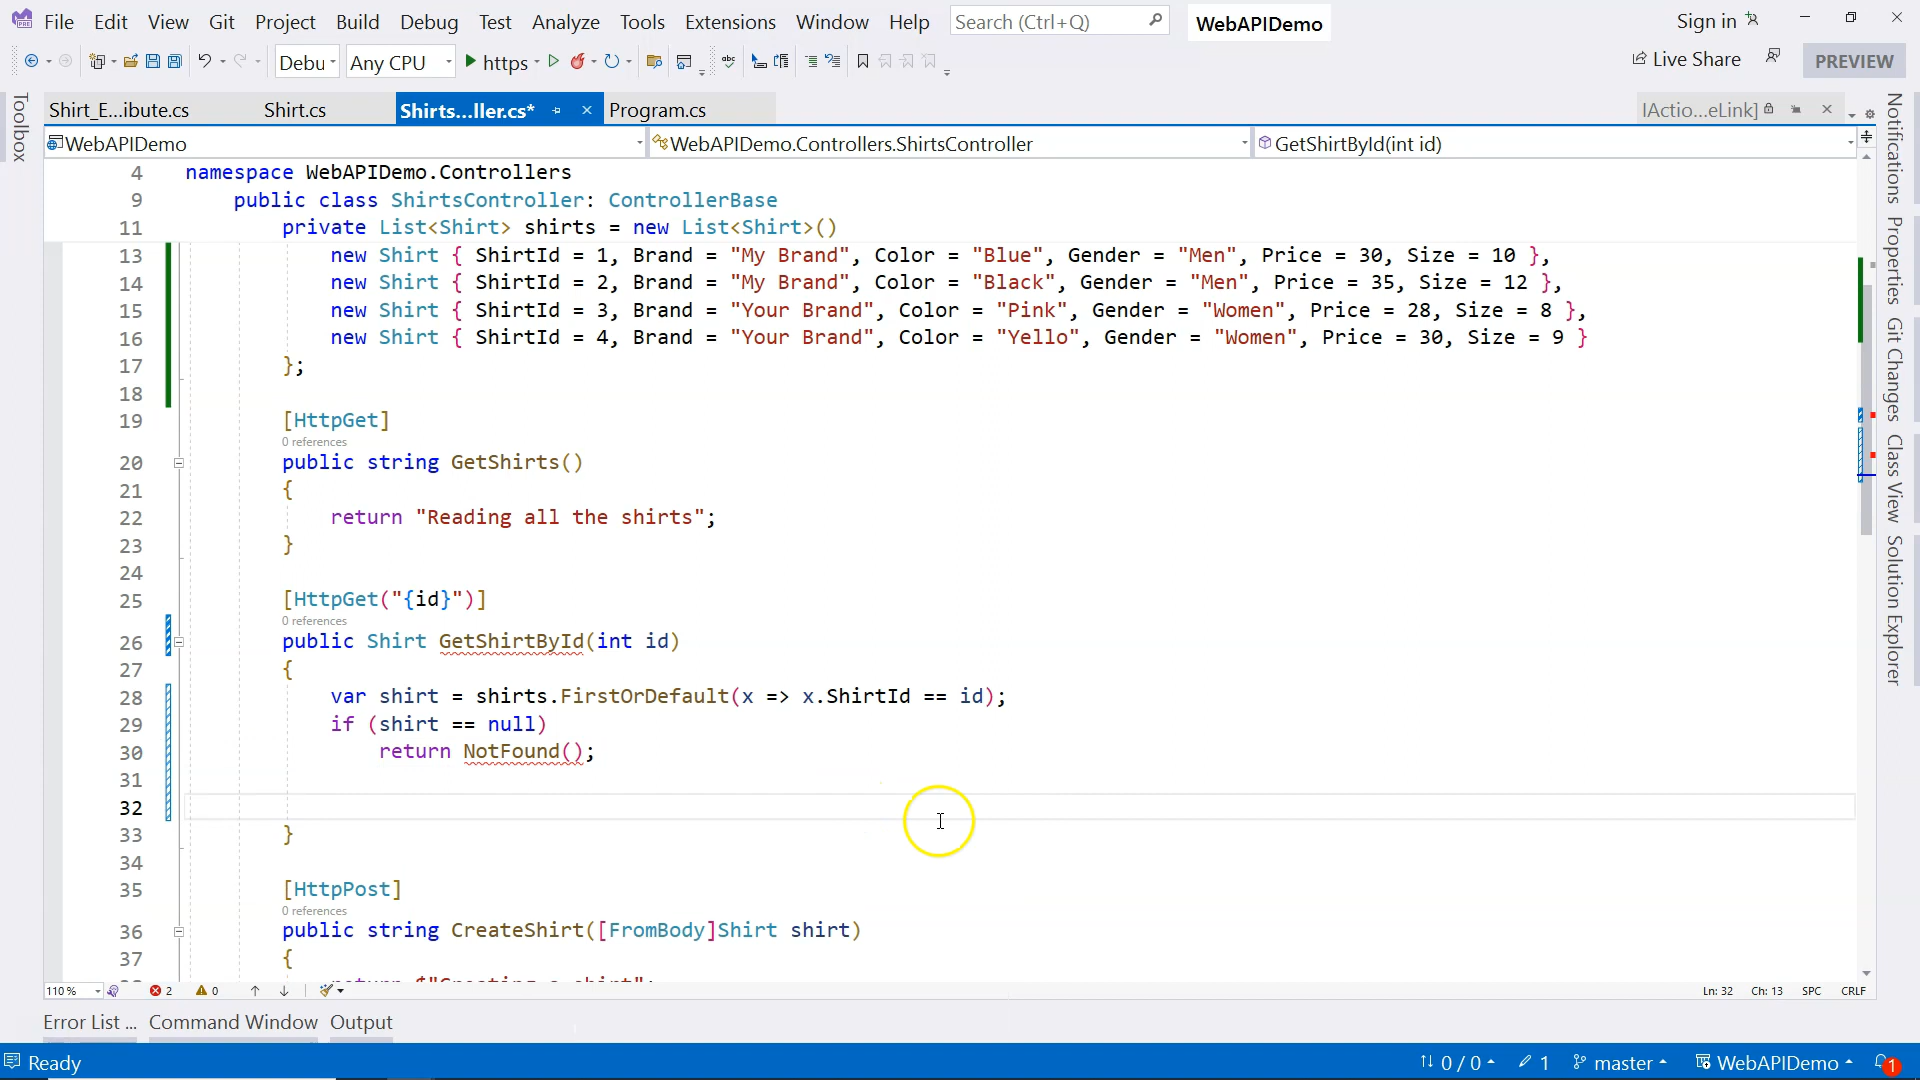 File Edit View Git Project Build Debug Test Analyze Tools Extensions Window Help Search (Ctrl+Q) WebAPIDemo Sign in
Debu Any CPU https Live Share PREVIEW
Shirt_E...ibute.cs Shirt.cs Shirts...ller.cs* Program.cs IActio...eLink]
WebAPIDemo WebAPIDemo.Controllers.ShirtsController GetShirtById(int id)
Toolbox
4 namespace WebAPIDemo.Controllers
9 public class ShirtsController: ControllerBase
11 private List<Shirt> shirts = new List<Shirt>()
13 new Shirt { ShirtId = 1, Brand = "My Brand", Color = "Blue", Gender = "Men", Price = 30, Size = 10 },
14 new Shirt { ShirtId = 2, Brand = "My Brand", Color = "Black", Gender = "Men", Price = 35, Size = 12 },
15 new Shirt { ShirtId = 3, Brand = "Your Brand", Color = "Pink", Gender = "Women", Price = 28, Size = 8 },
16 new Shirt { ShirtId = 4, Brand = "Your Brand", Color = "Yello", Gender = "Women", Price = 30, Size = 9 }
17 };
18
19 [HttpGet]
0 references
20 public string GetShirts()
21 {
22 return "Reading all the shirts";
23 }
24
25 [HttpGet("{id}")]
0 references
26 public Shirt GetShirtById(int id)
27 {
28 var shirt = shirts.FirstOrDefault(x => x.ShirtId == id);
29 if (shirt == null)
30 return NotFound();
31
32
33 }
34
35 [HttpPost]
0 references
36 public string CreateShirt([FromBody]Shirt shirt)
37 {
Notifications
Properties
Git Changes
Class View
Solution Explorer
110 % 2 0 Ln: 32 Ch: 13 SPC CRLF
Error List ... Command Window Output
Ready 0 / 0 1 master WebAPIDemo 1